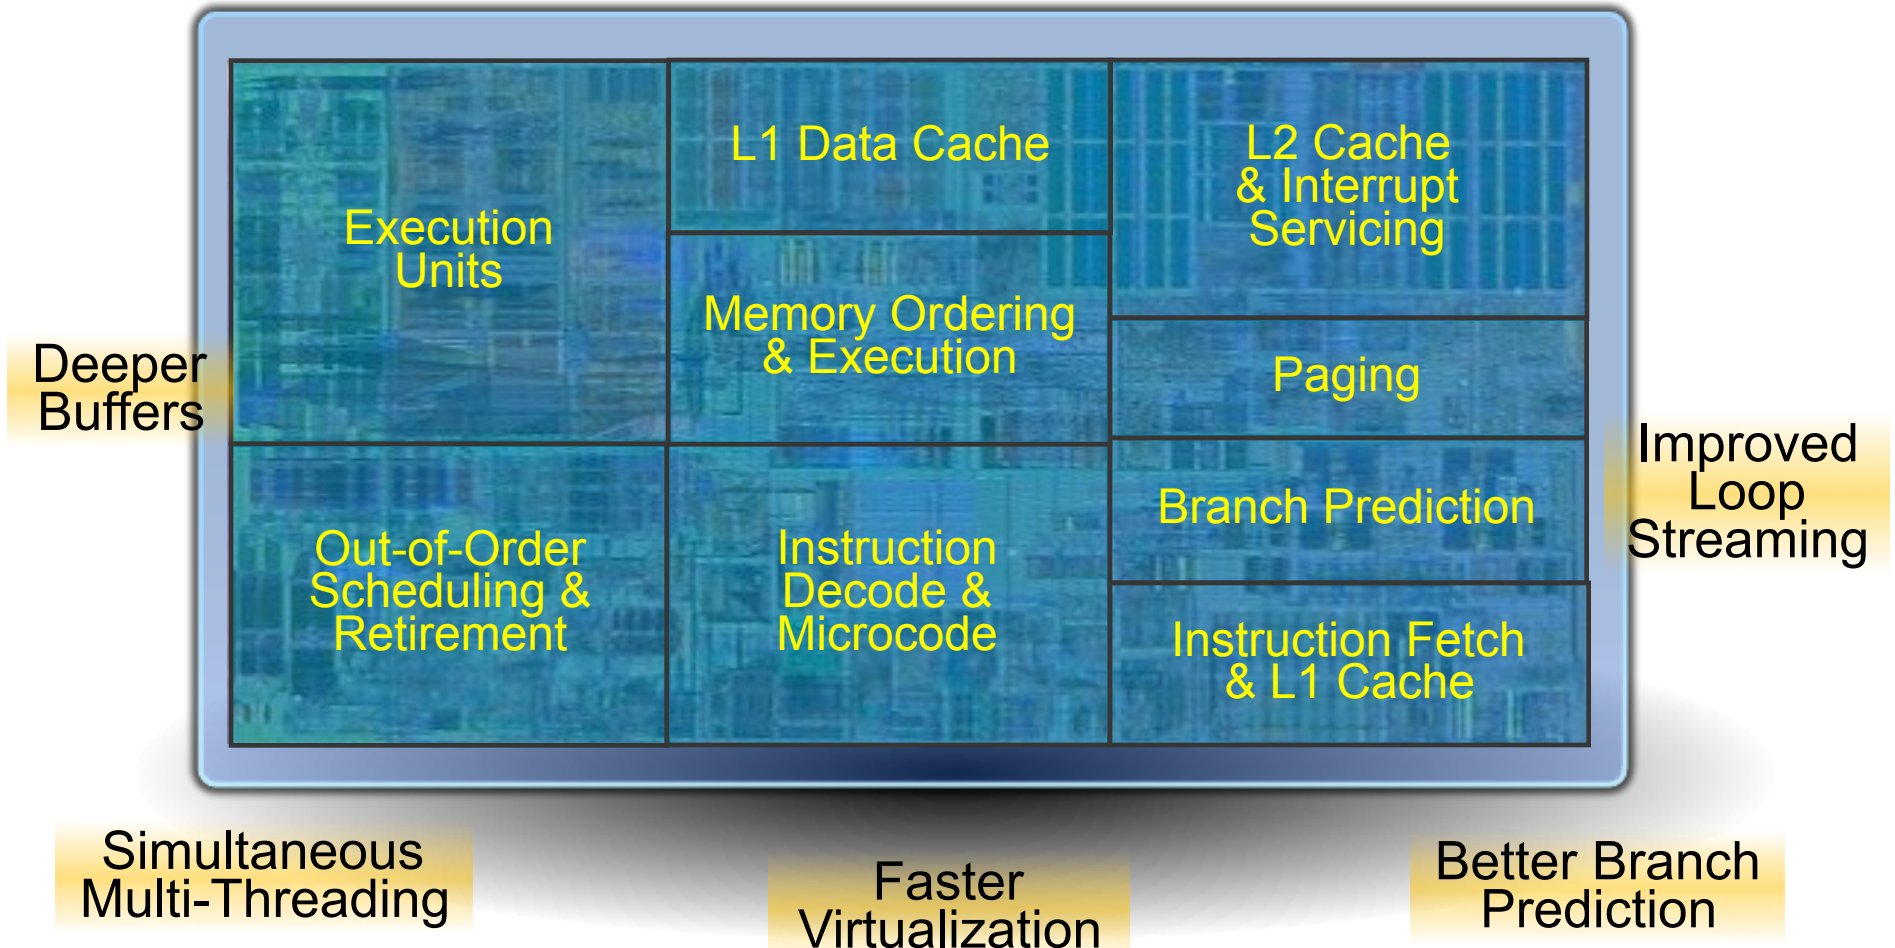 L1 Data Cache
L2 Cache
& Interrupt
Servicing
Execution
Units
Memory Ordering
& Execution
Paging
Deeper
Buffers
Improved
Loop
Streaming
Branch Prediction
Out-of-Order
Scheduling &
Retirement
Instruction
Decode &
Microcode
Instruction Fetch
& L1 Cache
Simultaneous
Multi-Threading
Faster
Virtualization
Better Branch
Prediction